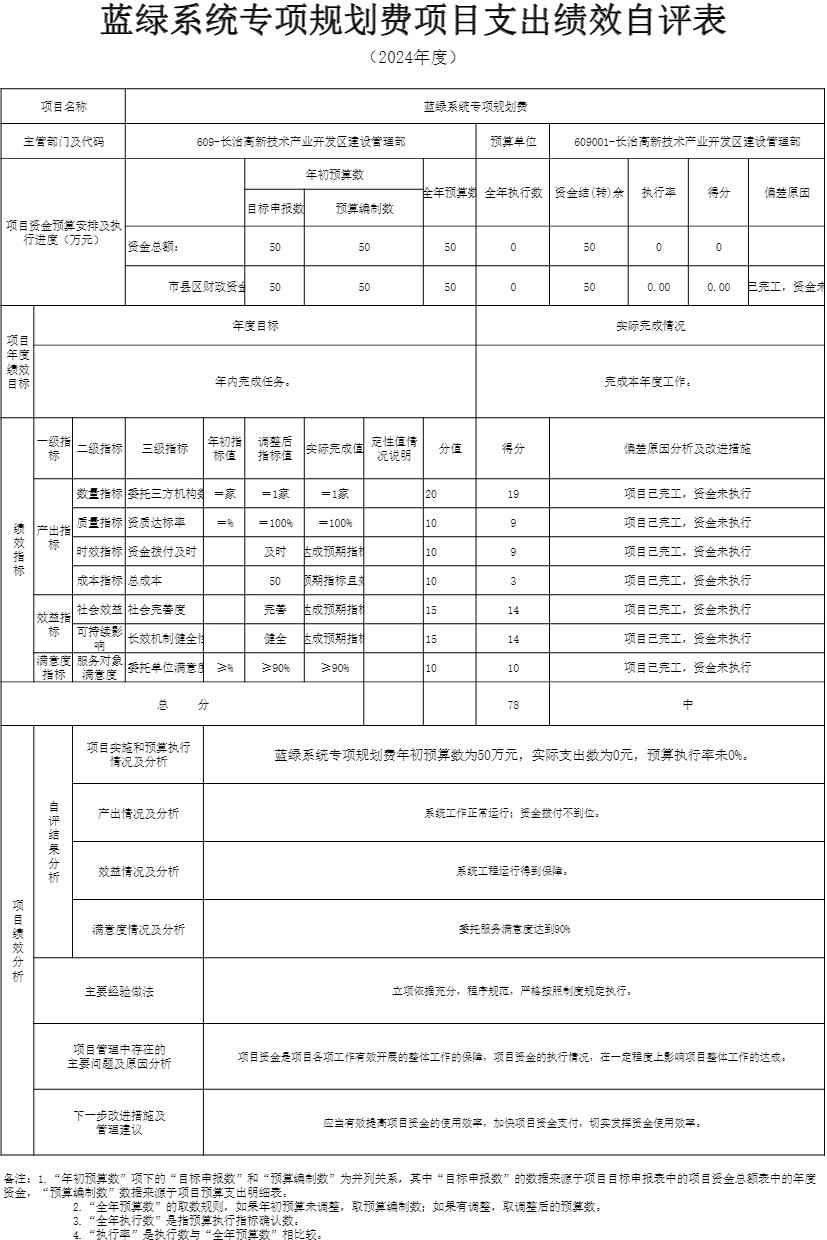 蓝绿系统专项规划费项目支出绩效自评表
（2024年度）
项目名称 蓝绿系统专项规划费
主管部门及代码 609-长治高新技术产业开发区建设管理部 预算单位 609001-长治高新技术产业开发区建设管理部
项目资金预算安排及执行进度（万元） 年初预算数 全年预算数 全年执行数 资金结(转)余 执行率 得分 偏差原因
目标申报数 预算编制数
资金总额： 50 50 50 0 50 0 0
市县区财政资金 50 50 50 0 50 0.00 0.00 已完工，资金未
项目年度绩效目标 年度目标 实际完成情况
年内完成任务。 完成本年度工作。
绩效指标 一级指标 二级指标 三级指标 年初指标值 调整后指标值 实际完成值 定性值情况说明 分值 得分 偏差原因分析及改进措施
产出指标 数量指标 委托三方机构数 ＝家 ＝1家 ＝1家 20 19 项目已完工，资金未执行
质量指标 资质达标率 ＝% ＝100% ＝100% 10 9 项目已完工，资金未执行
时效指标 资金拨付及时 及时 达成预期指标 10 9 项目已完工，资金未执行
成本指标 总成本 50 预期指标且效 10 3 项目已完工，资金未执行
效益指标 社会效益 社会完善度 完善 达成预期指标 15 14 项目已完工，资金未执行
可持续影响 长效机制健全性 健全 达成预期指标 15 14 项目已完工，资金未执行
满意度指标 服务对象满意度 委托单位满意度 ≥% ≥90% ≥90% 10 10 项目已完工，资金未执行
总 分 78 中
项目绩效分析 自评结果分析 项目实施和预算执行情况及分析 蓝绿系统专项规划费年初预算数为50万元，实际支出数为0元，预算执行率未0%。
产出情况及分析 系统工作正常运行；资金拨付不到位。
效益情况及分析 系统工程运行得到保障。
满意度情况及分析 委托服务满意度达到90%
主要经验做法 立项依据充分，程序规范，严格按照制度规定执行。
项目管理中存在的主要问题及原因分析 项目资金是项目各项工作有效开展的整体工作的保障，项目资金的执行情况，在一定程度上影响项目整体工作的达成。
下一步改进措施及管理建议 应当有效提高项目资金的使用效率，加快项目资金支付，切实发挥资金使用效率。
备注：1.“年初预算数”项下的“目标申报数”和“预算编制数”为并列关系，其中“目标申报数”的数据来源于项目目标申报表中的项目资金总额表中的年度
资金，“预算编制数”数据来源于项目预算支出明细表。
2.“全年预算数”的取数规则，如果年初预算未调整，取预算编制数；如果有调整，取调整后的预算数。
3.“全年执行数”是指预算执行指标确认数。
4.“执行率”是执行数与“全年预算数”相比较。